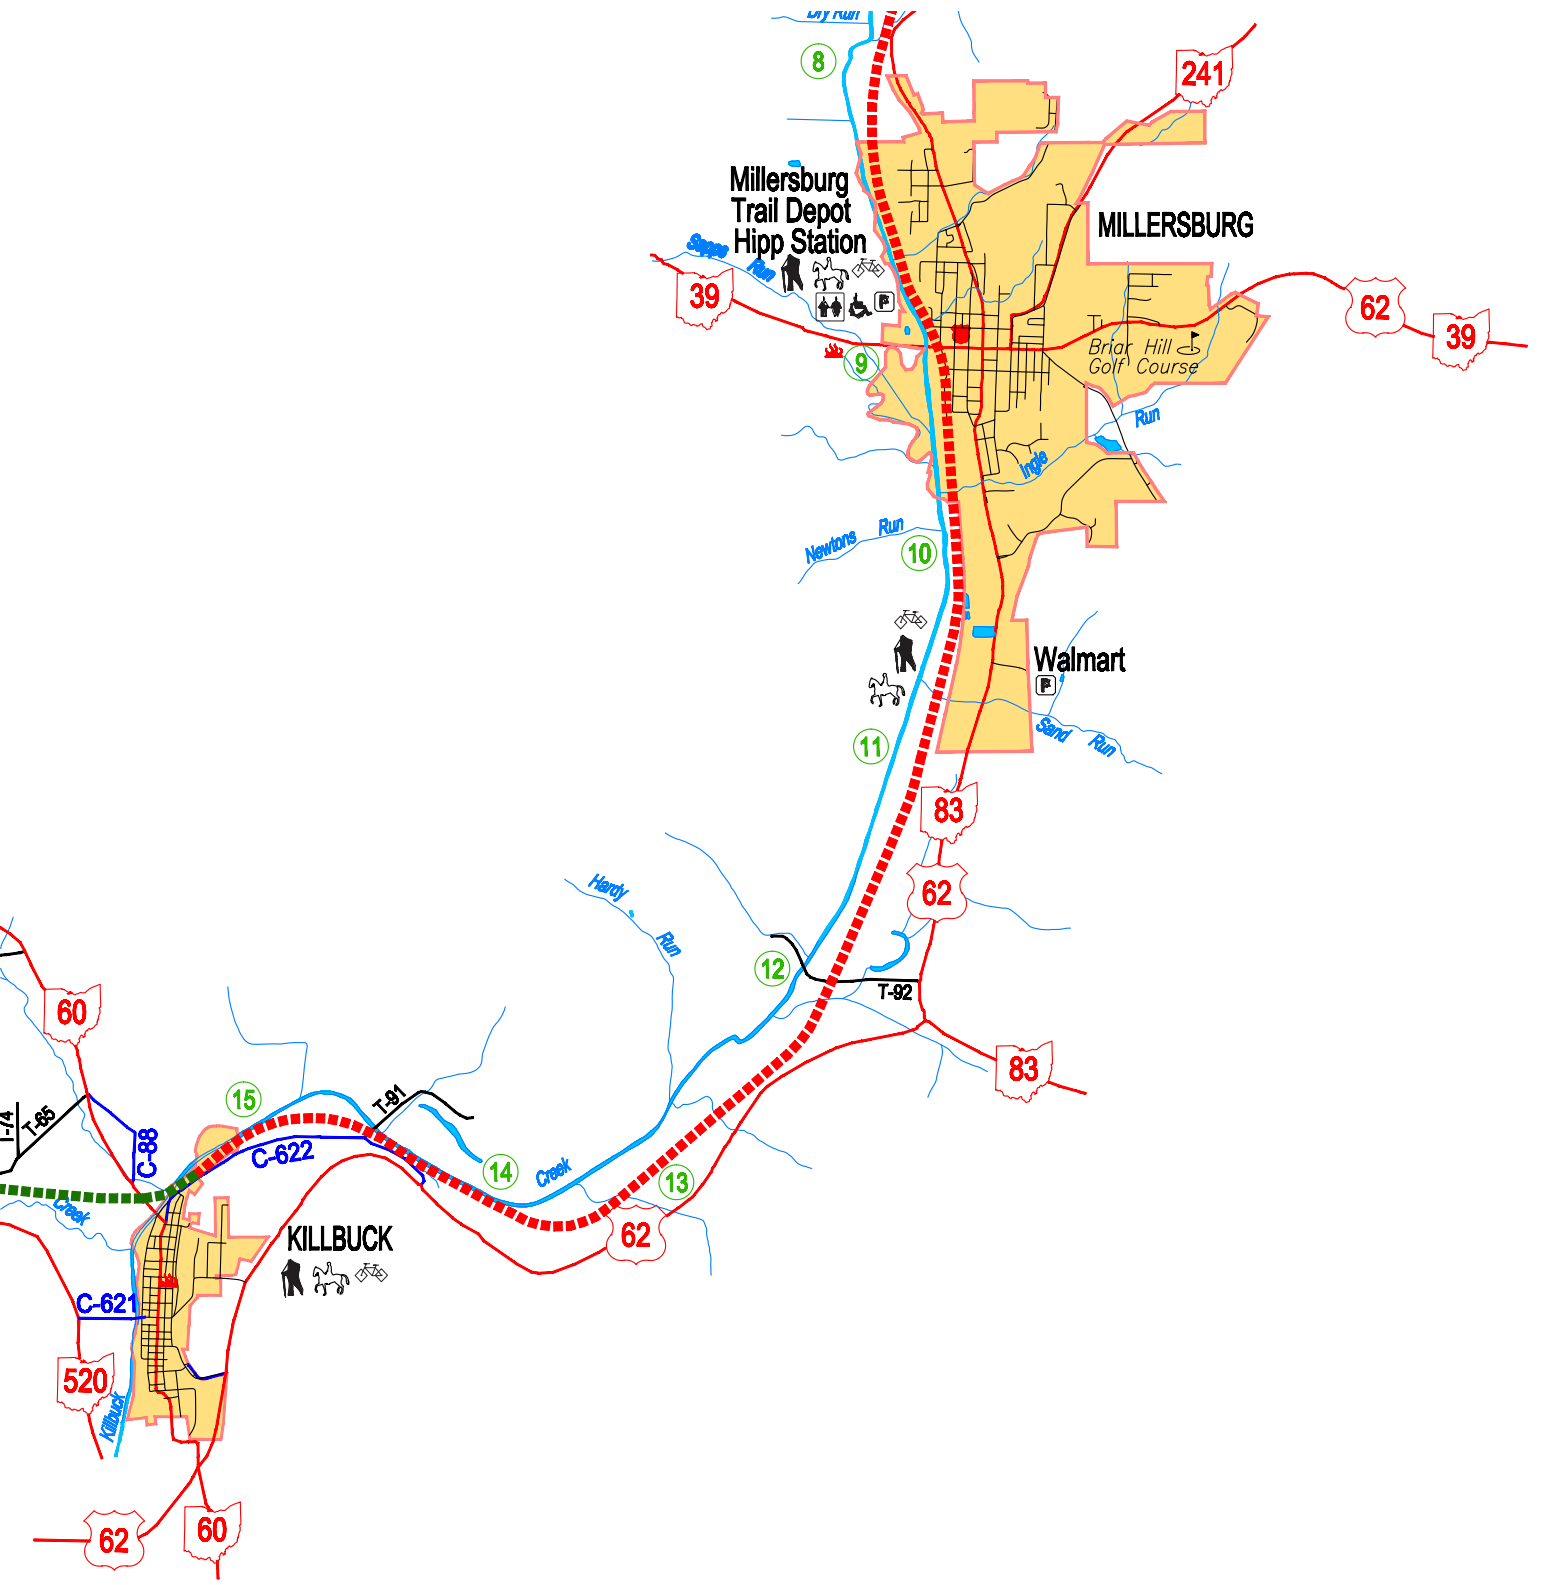 Dry Run
8
241
Millersburg
Trail Depot
Hipp Station
MILLERSBURG
Sapps Run
39
P
62
39
9
Briar Hill
Golf Course
Run
Ingle
Newtons Run
10
Walmart
P
Sand Run
11
83
62
Hardy
Run
12
T-92
60
83
15
T-91
T-74
T-65
C-88
C-622
14
Creek
13
Creek
62
KILLBUCK
C-621
520
Killbuck
62
60